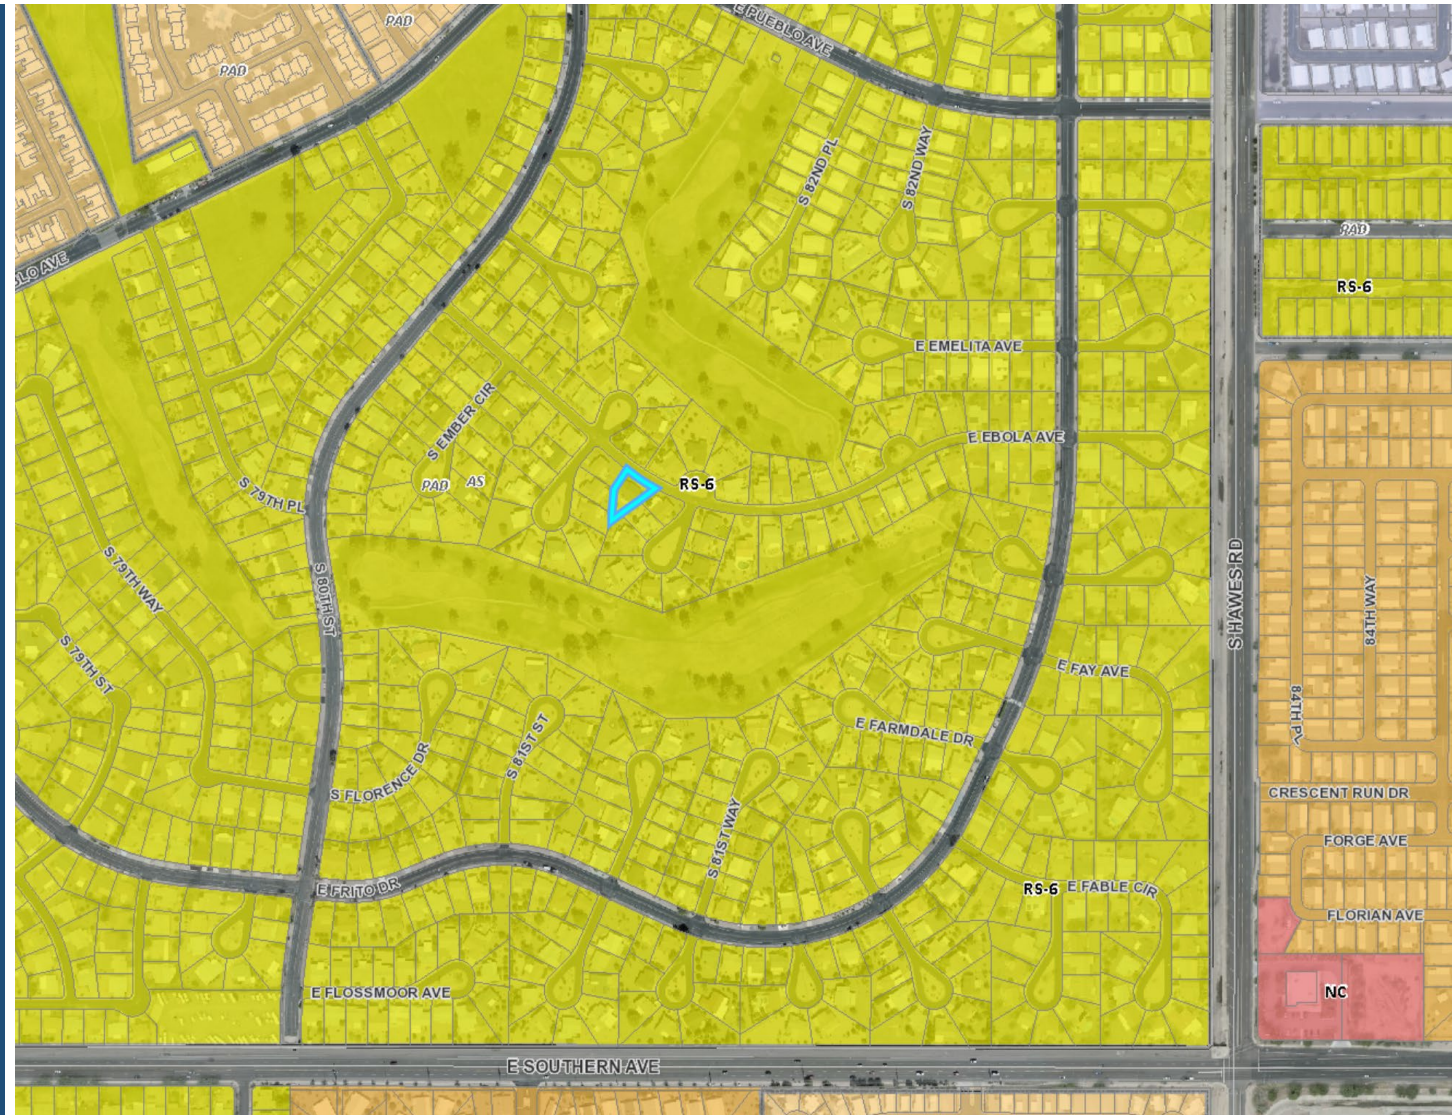 PAD
E PUEBLO AVE
PAD
S 82ND PL
S 82ND WAY
PAD
BLO AVE
RS-6
E EMELITA AVE
S EMBER CIR
E EBOLA AVE
PAD AS
RS-6
S 79TH PL
S 79TH WAY
S 80TH ST
S HAWES RD
84TH WAY
S 79TH ST
E FAY AVE
84TH PL
E FARMDALE DR
S 81ST ST
S FLORENCE DR
CRESCENT RUN DR
S 81ST WAY
FORGE AVE
E FRITO DR
RS-6 E FABLE CIR
FLORIAN AVE
E FLOSSMOOR AVE
NC
E SOUTHERN AVE